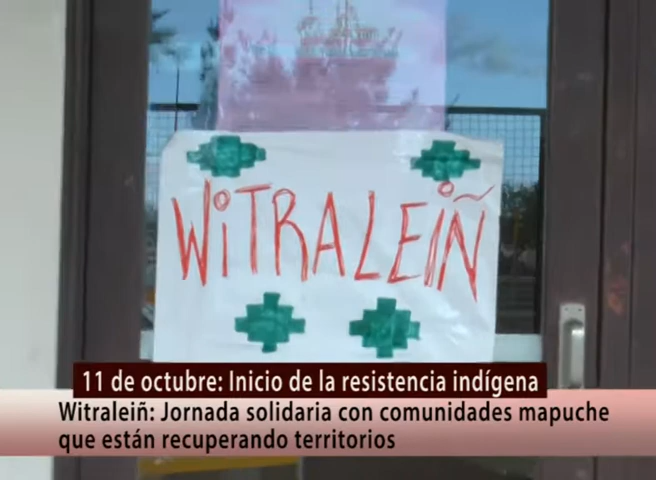 WiTRALEiÑ
11 de octubre: Inicio de la resistencia indígena
Witraleiñ: Jornada solidaria con comunidades mapuche
que están recuperando territorios